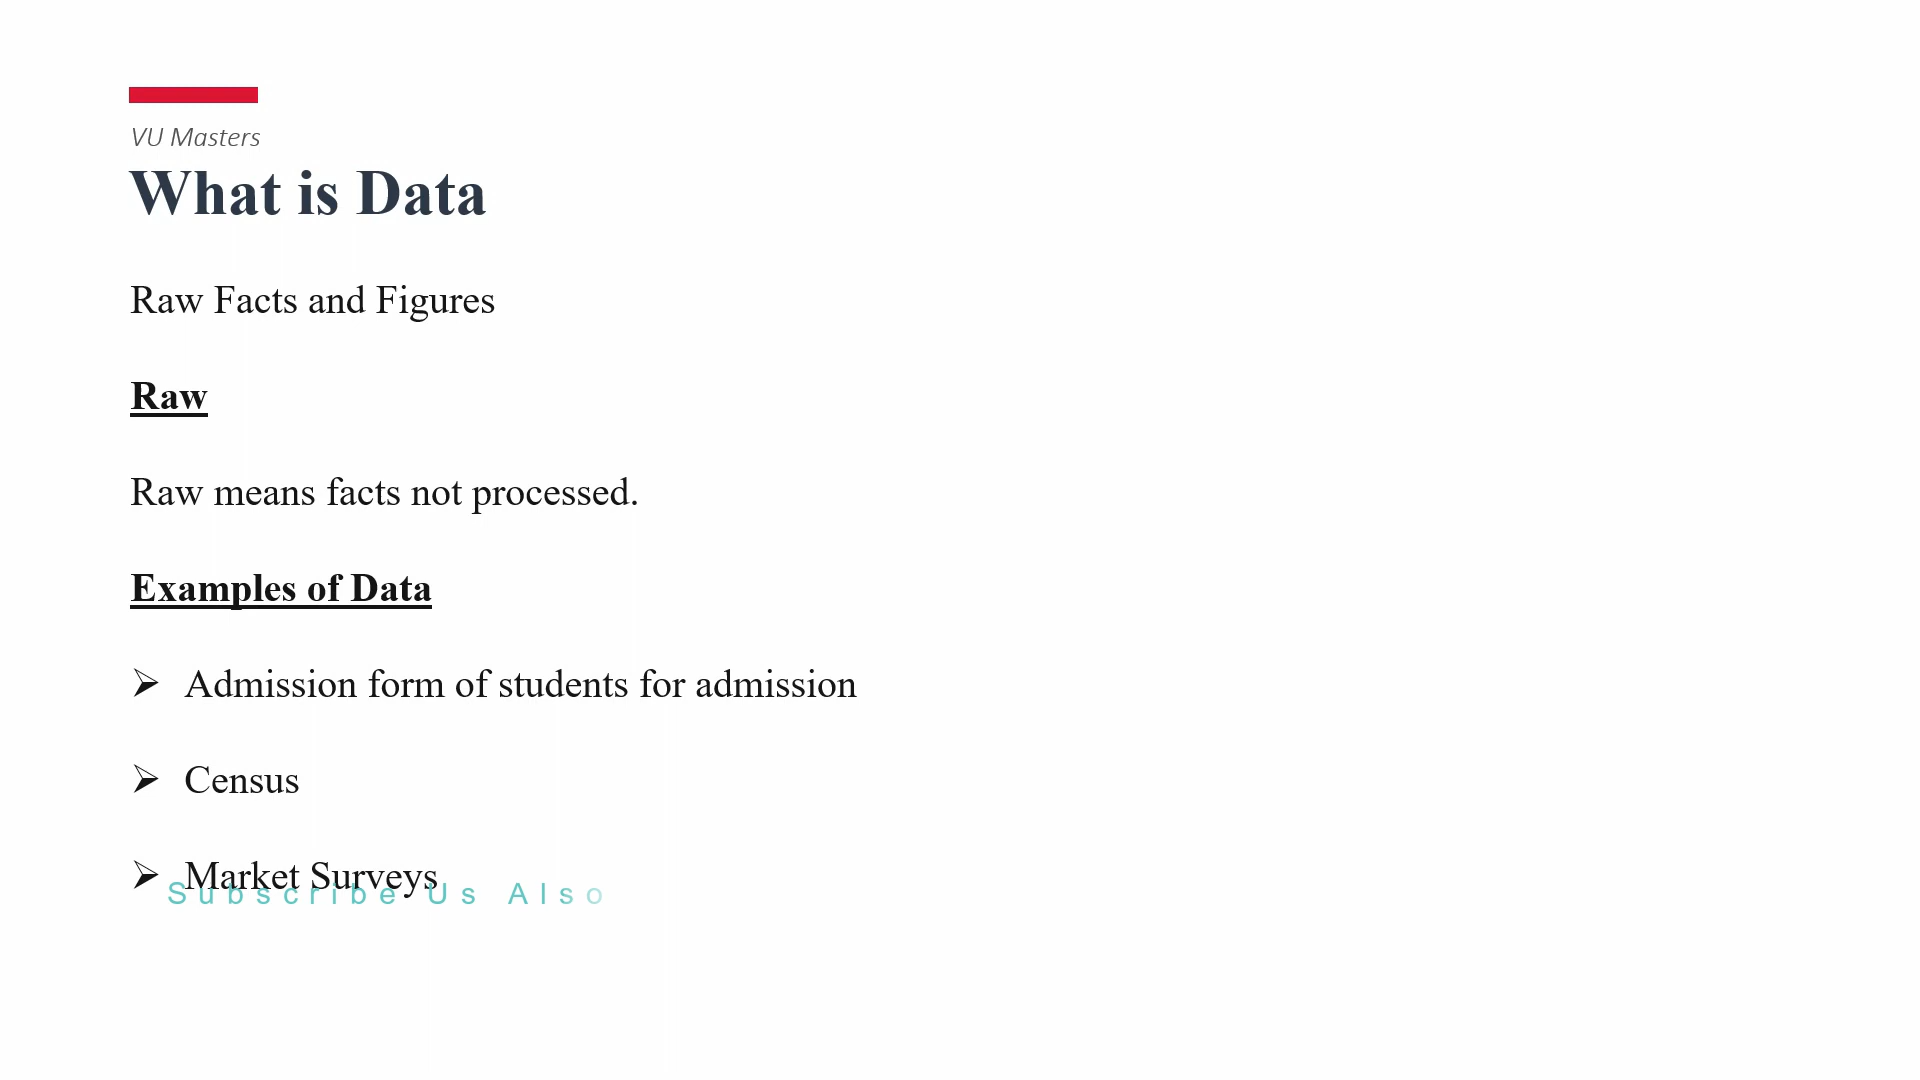 VU Masters
What is Data
Raw Facts and Figures
Raw
Raw means facts not processed.
Examples of Data
➢ Admission form of students for admission
➢ Census
➢ Market Surveys
Subscribe Us Also